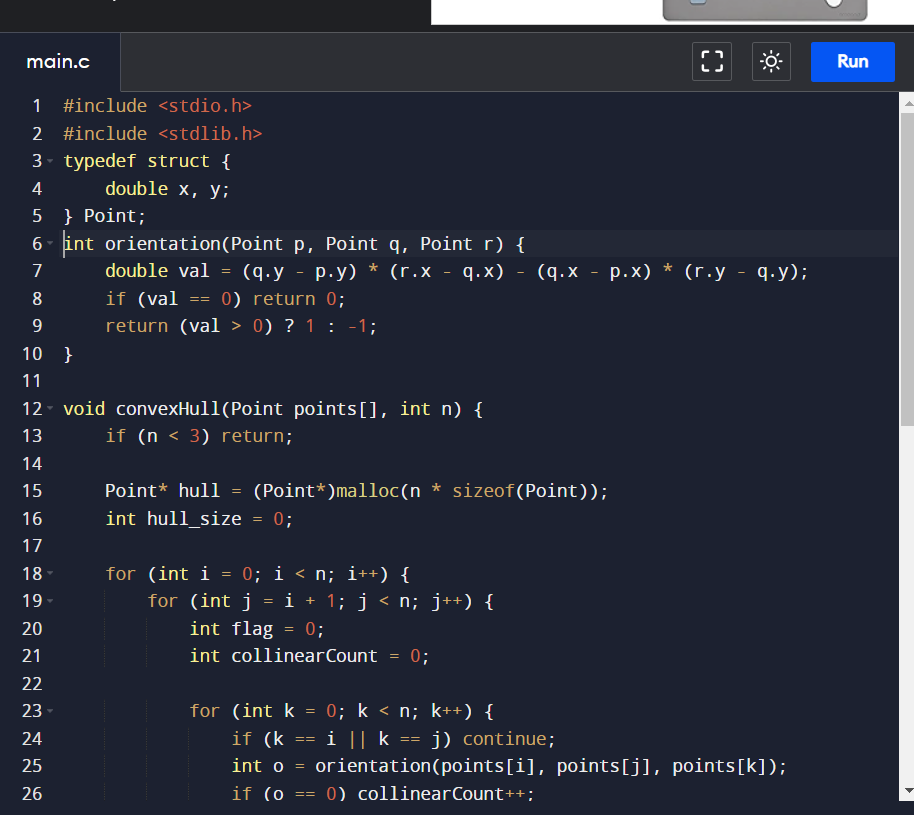 main.c
Run
1 #include <stdio.h>
2 #include <stdlib.h>
3 typedef struct {
4     double x, y;
5 } Point;
6 int orientation(Point p, Point q, Point r) {
7     double val = (q.y - p.y) * (r.x - q.x) - (q.x - p.x) * (r.y - q.y);
8     if (val == 0) return 0;
9     return (val > 0) ? 1 : -1;
10 }
11
12 void convexHull(Point points[], int n) {
13     if (n < 3) return;
14
15     Point* hull = (Point*)malloc(n * sizeof(Point));
16     int hull_size = 0;
17
18     for (int i = 0; i < n; i++) {
19         for (int j = i + 1; j < n; j++) {
20             int flag = 0;
21             int collinearCount = 0;
22
23             for (int k = 0; k < n; k++) {
24                 if (k == i || k == j) continue;
25                 int o = orientation(points[i], points[j], points[k]);
26                 if (o == 0) collinearCount++;